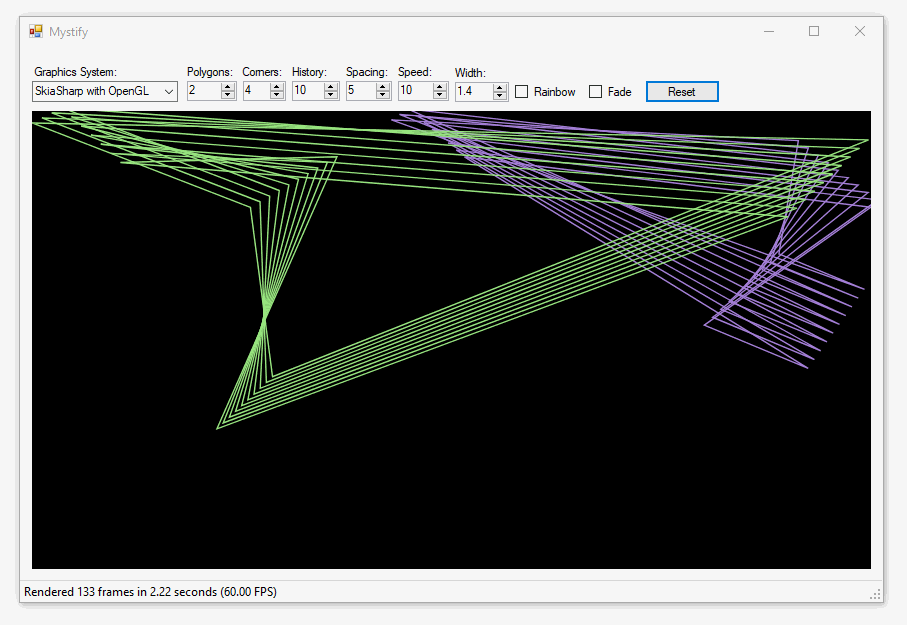 Mystify
Graphics System: Polygons: Corners: History: Spacing: Speed: Width:
SkiaSharp with OpenGL 2 4 10 5 10 1.4 Rainbow Fade Reset
Rendered 133 frames in 2.22 seconds (60.00 FPS)